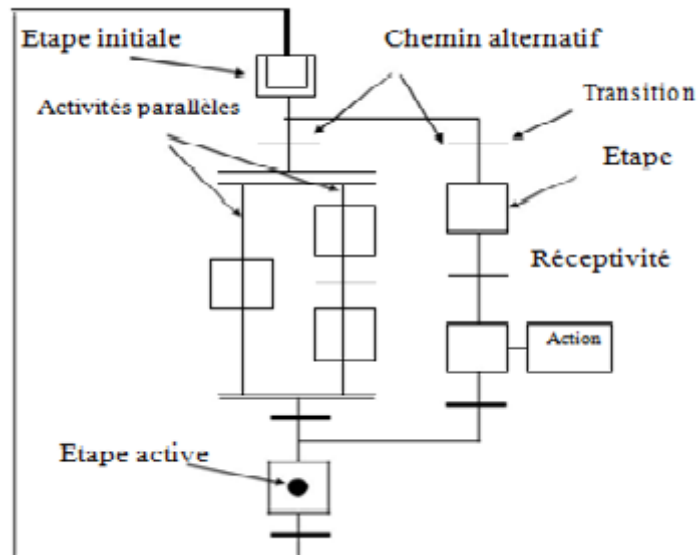 Etape initiale
Chemin alternatif
Activités parallèles
Transition
Etape
Réceptivité
Action
Etape active